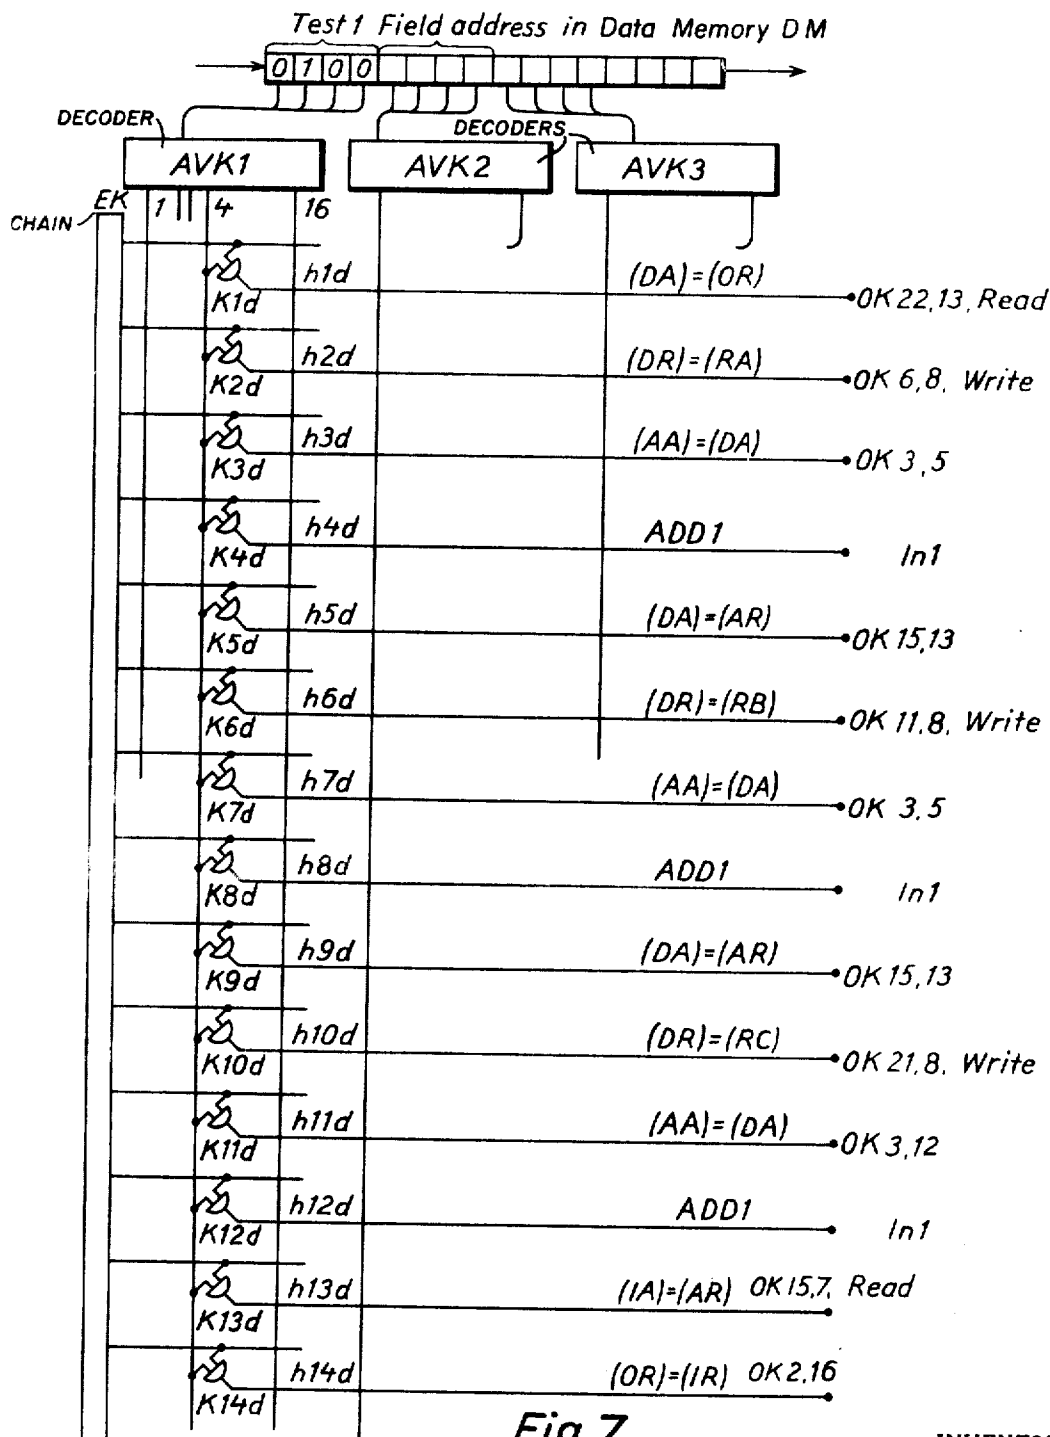 Test 1 Field address in Data Memory DM
0 1 0 0
DECODER
DECODERS
AVK1 AVK2 AVK3
EK 1 4 16
CHAIN
K1d h1d (DA)=(OR) OK 22,13, Read
K2d h2d (DR)=(RA) OK 6,8, Write
K3d h3d (AA)=(DA) OK 3,5
K4d h4d ADD1 In1
K5d h5d (DA)=(AR) OK 15,13
K6d h6d (DR)=(RB) OK 11,8, Write
K7d h7d (AA)=(DA) OK 3,5
K8d h8d ADD1 In1
K9d h9d (DA)=(AR) OK 15,13
K10d h10d (DR)=(RC) OK 21,8, Write
K11d h11d (AA)=(DA) OK 3,12
K12d h12d ADD1 In1
K13d h13d (IA)=(AR) OK 15,7, Read
K14d h14d (OR)=(IR) OK 2,16
Fig 7